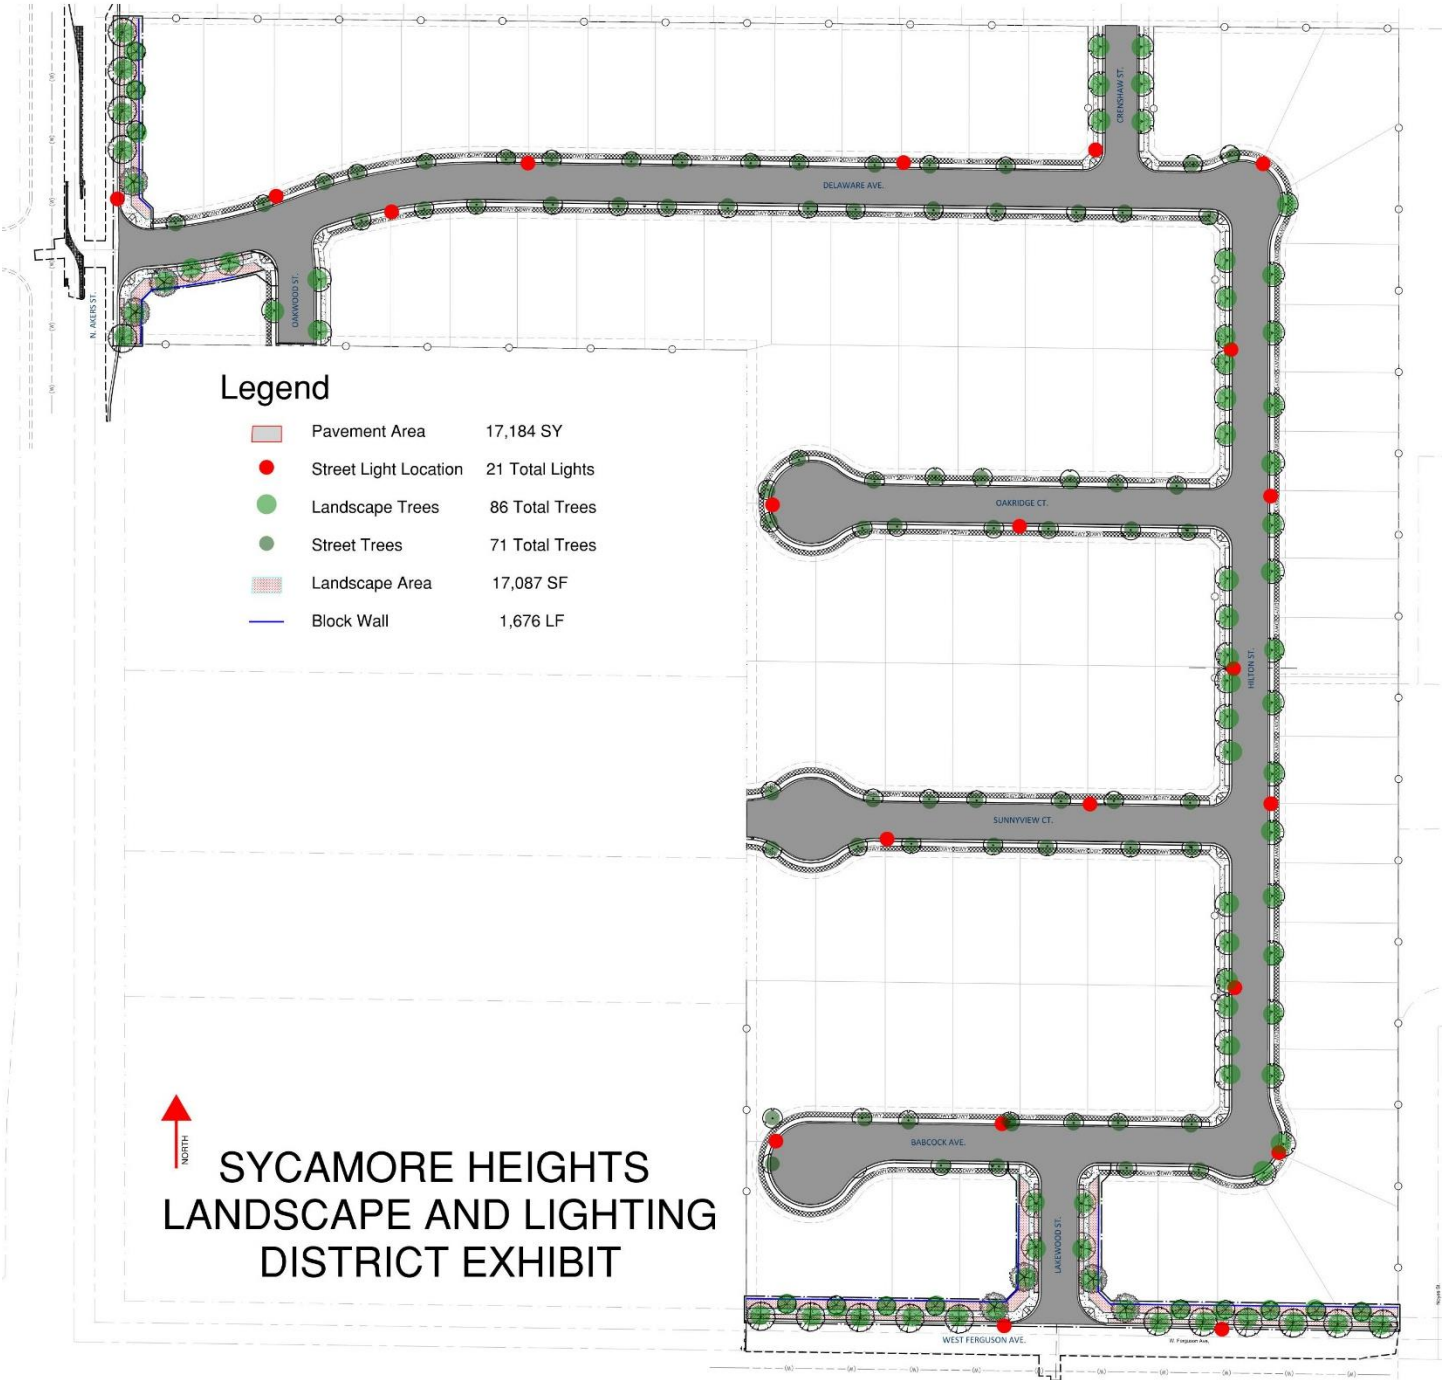 CRENSHAW ST.
DELAWARE AVE.
OAKWOOD ST.
N. AKERS ST.
Legend
Pavement Area 17,184 SY
Street Light Location 21 Total Lights
Landscape Trees 86 Total Trees
Street Trees 71 Total Trees
Landscape Area 17,087 SF
Block Wall 1,676 LF
OAKRIDGE CT.
HILTON ST.
SUNNYVIEW CT.
BABCOCK AVE.
NORTH
SYCAMORE HEIGHTS
LANDSCAPE AND LIGHTING
DISTRICT EXHIBIT
LAKEWOOD ST.
WEST FERGUSON AVE.
W. Ferguson Ave.